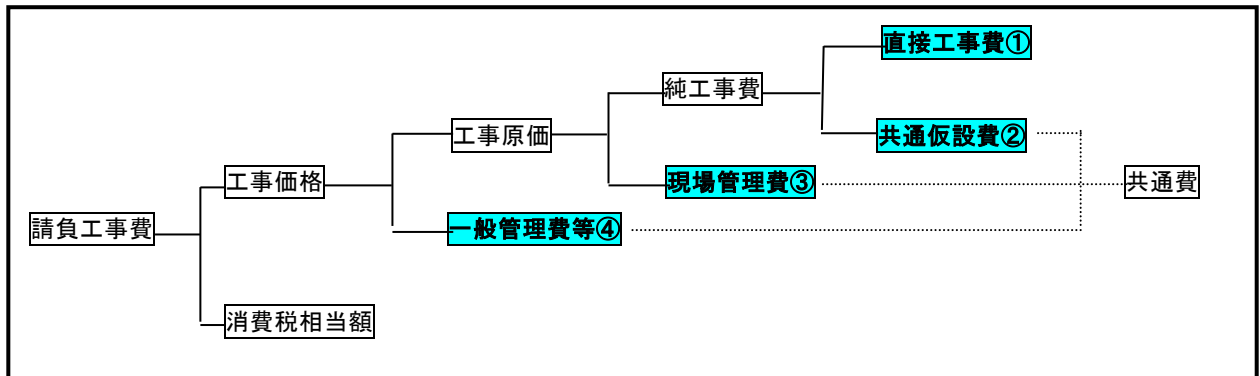 直接工事費①
純工事費
工事原価
共通仮設費②
工事価格
現場管理費③
共通費
請負工事費
一般管理費等④
消費税相当額